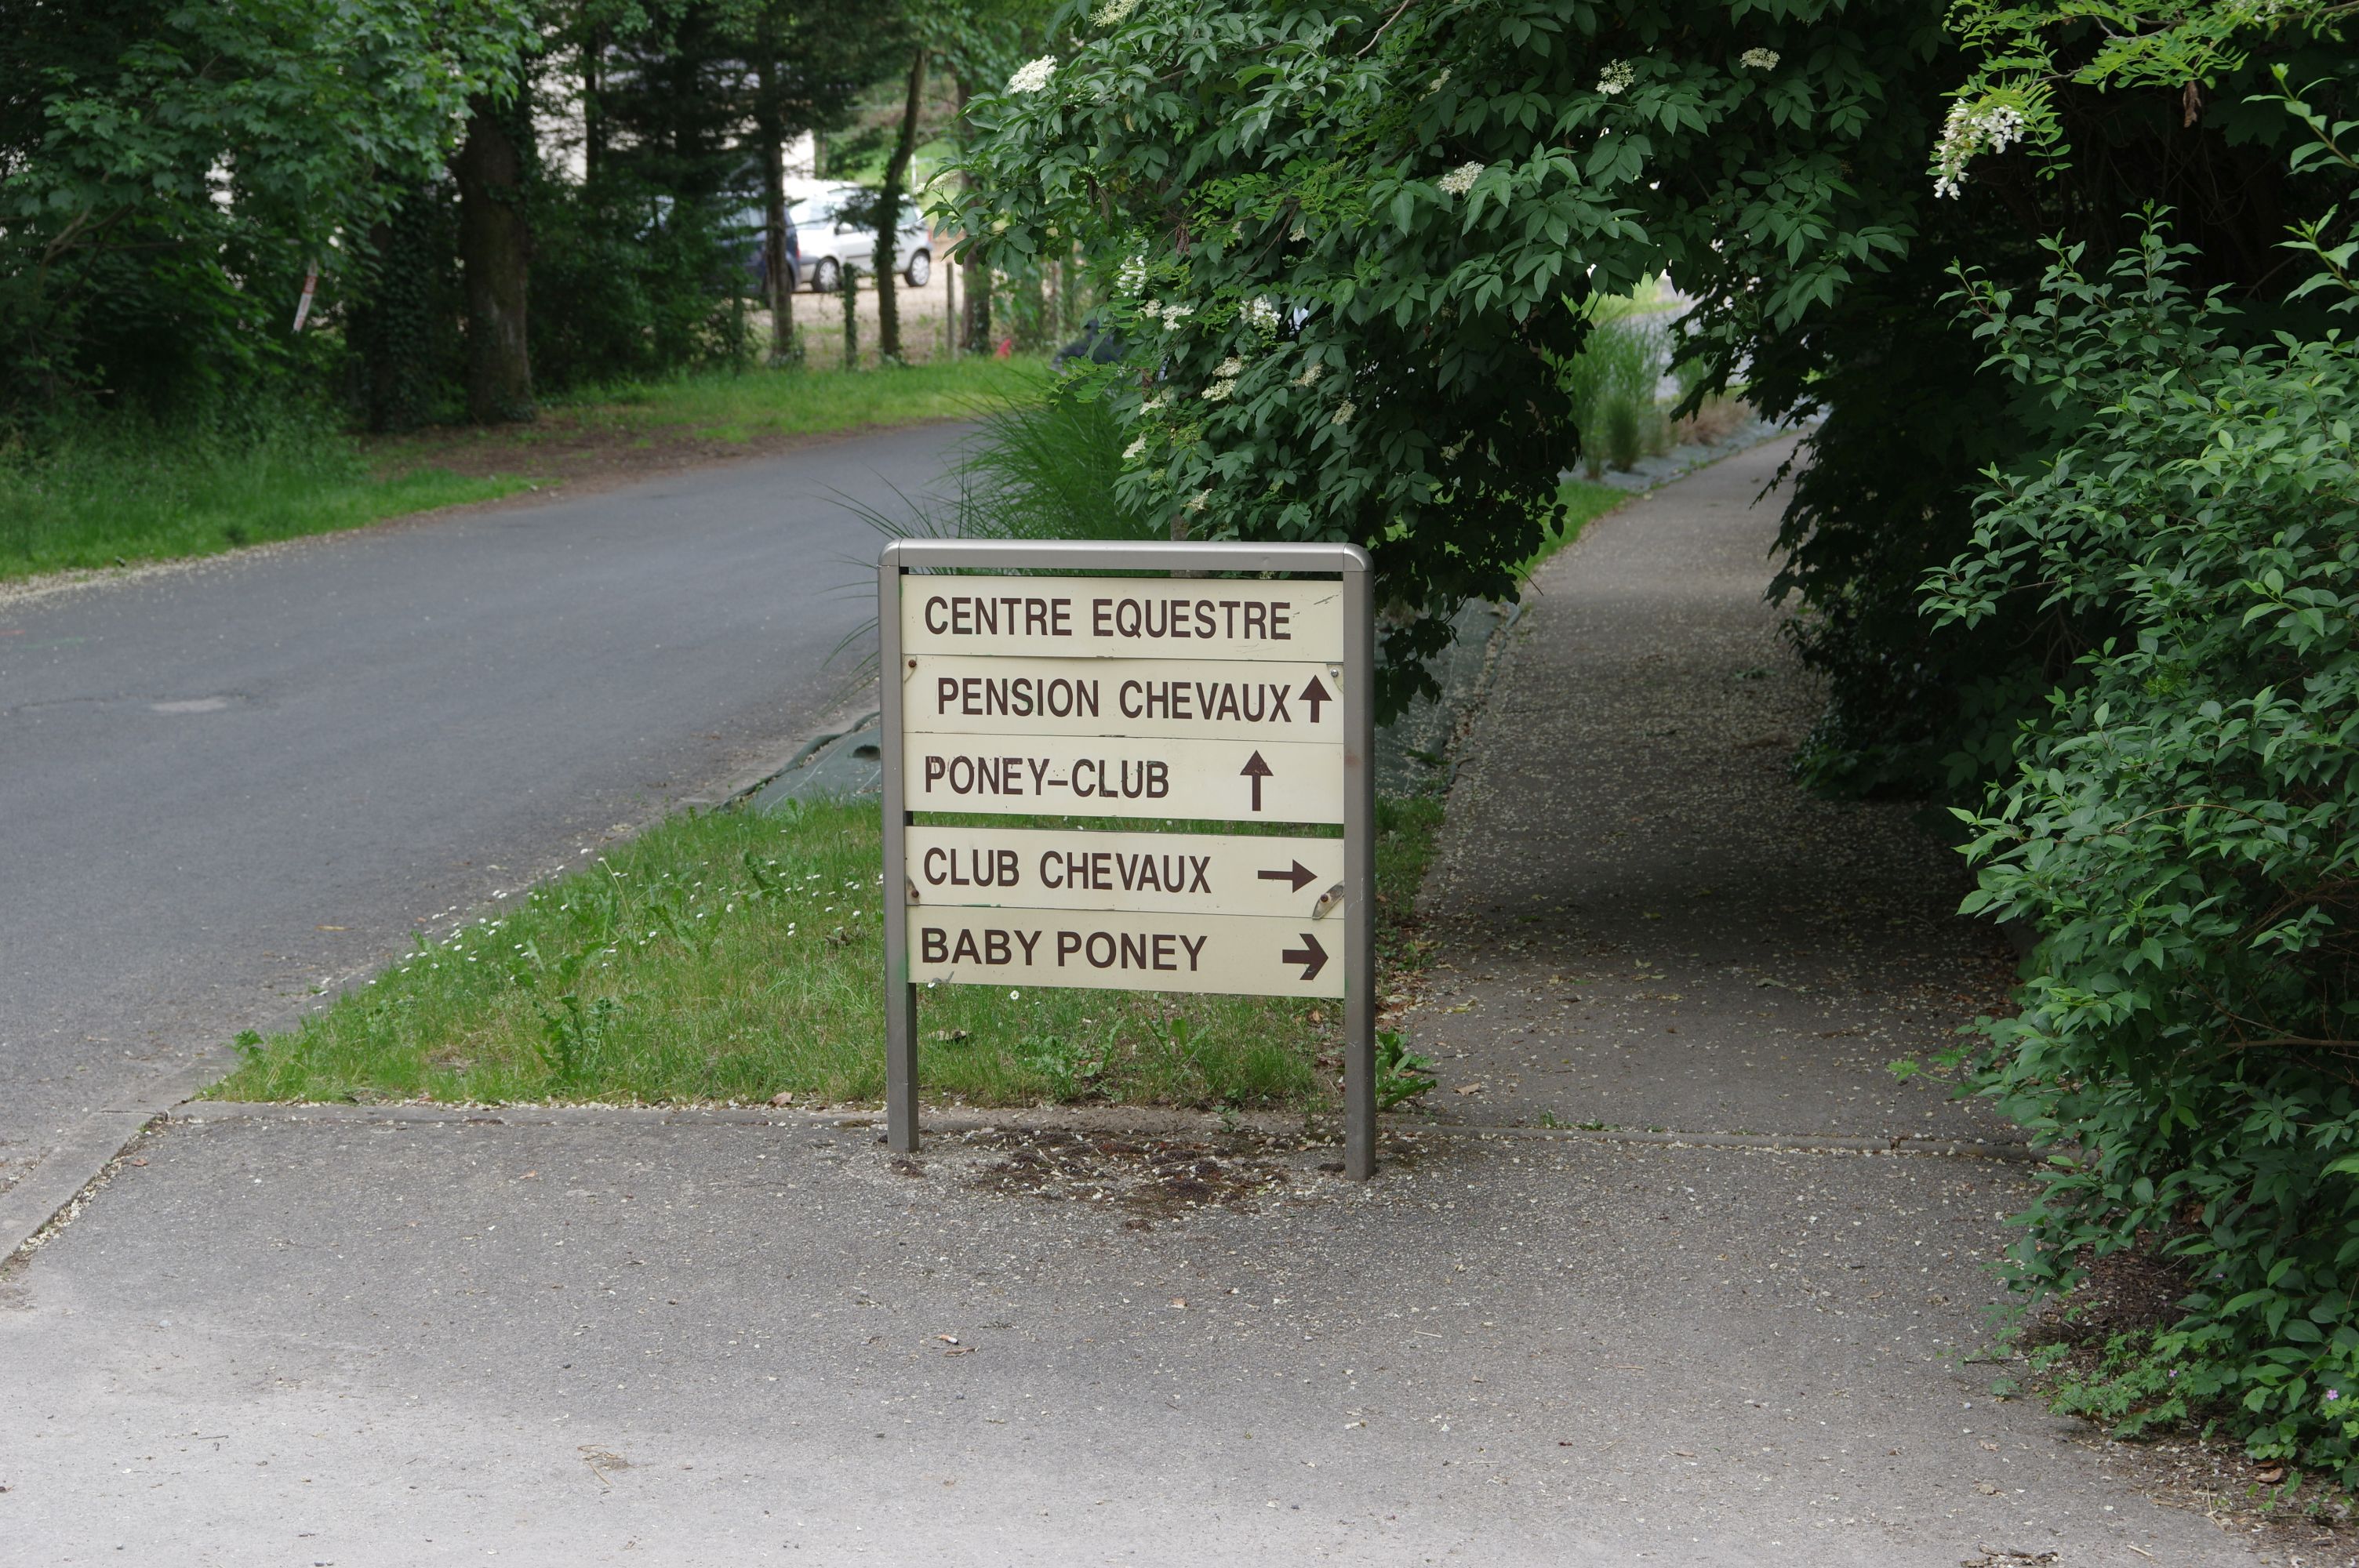 CENTRE EQUESTRE
PENSION CHEVAUX ↑
PONEY-CLUB ↑
CLUB CHEVAUX →
BABY PONEY →